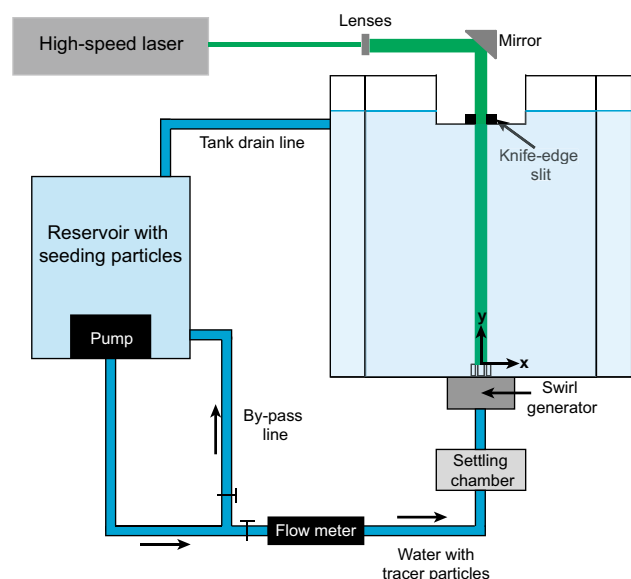 High-speed laser
Lenses
Mirror
Tank drain line
Knife-edge
slit
Reservoir with
seeding particles
Pump
y
x
Swirl
generator
By-pass
line
Settling
chamber
Flow meter
Water with
tracer particles